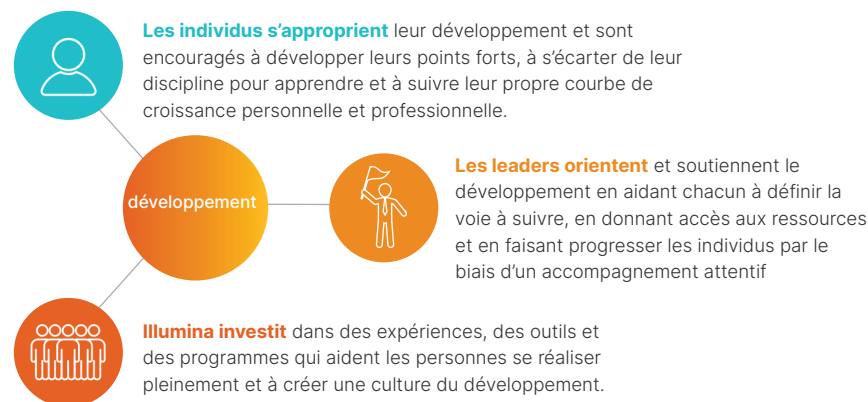 Les individus s’approprient leur développement et sont
encouragés à développer leurs points forts, à s’écarter de leur
discipline pour apprendre et à suivre leur propre courbe de
croissance personnelle et professionnelle.
développement
Les leaders orientent et soutiennent le
développement en aidant chacun à définir la
voie à suivre, en donnant accès aux ressources
et en faisant progresser les individus par le
biais d’un accompagnement attentif
Illumina investit dans des expériences, des outils et
des programmes qui aident les personnes se réaliser
pleinement et à créer une culture du développement.